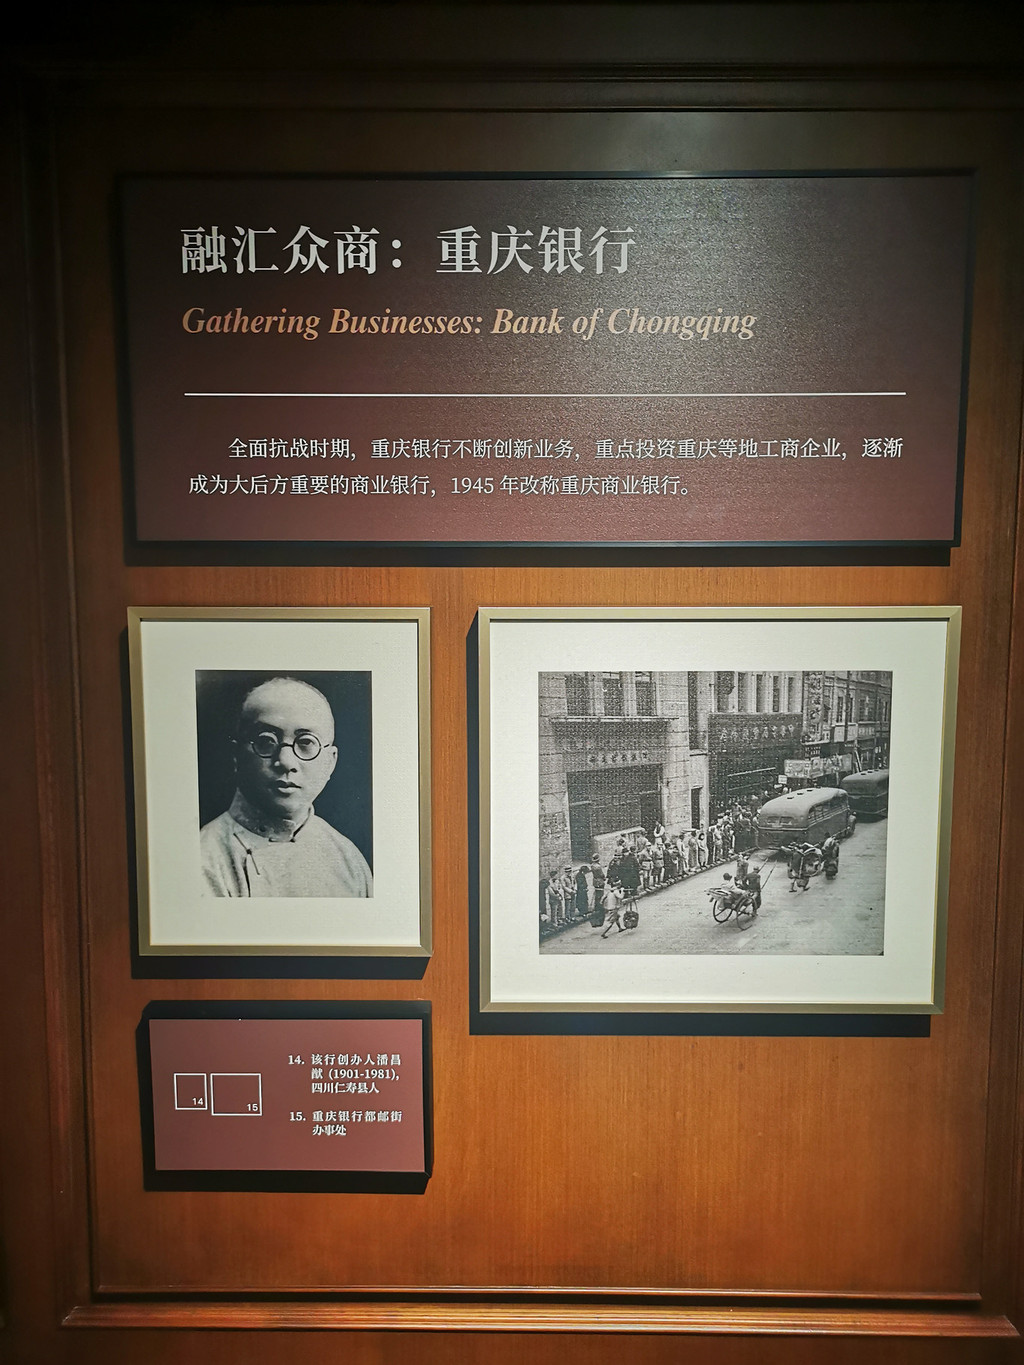 融汇众商：重庆银行
Gathering Businesses: Bank of Chongqing
全面抗战时期，重庆银行不断创新业务，重点投资重庆等地工商企业，逐渐
成为大后方重要的商业银行，1945 年改称重庆商业银行。
14. 该行创办人潘昌
猷 (1901-1981)，
四川仁寿县人
15. 重庆银行都邮街
办事处
14
15